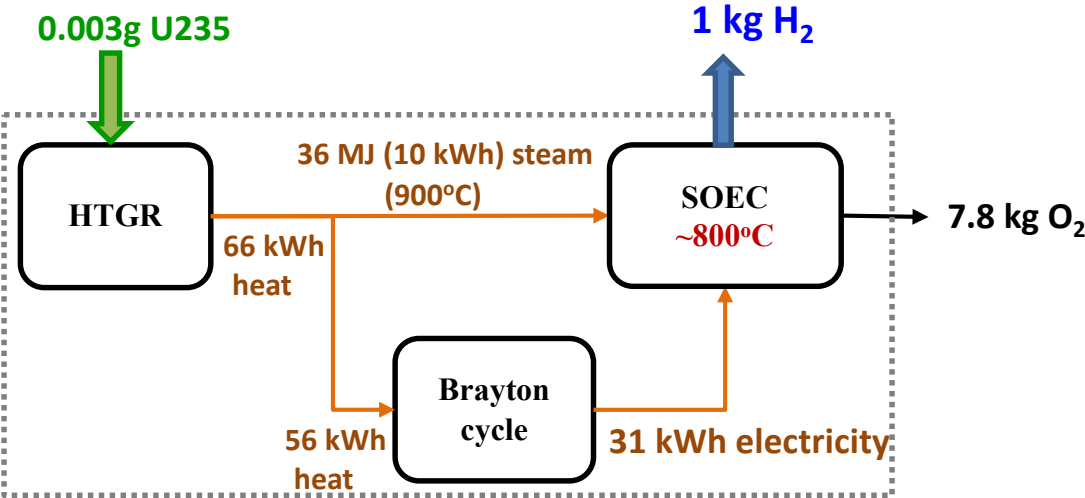 0.003g U235
1 kg H₂
36 MJ (10 kWh) steam
(900°C)
HTGR
SOEC
~800°C
7.8 kg O₂
66 kWh
heat
Brayton
cycle
56 kWh
heat
31 kWh electricity